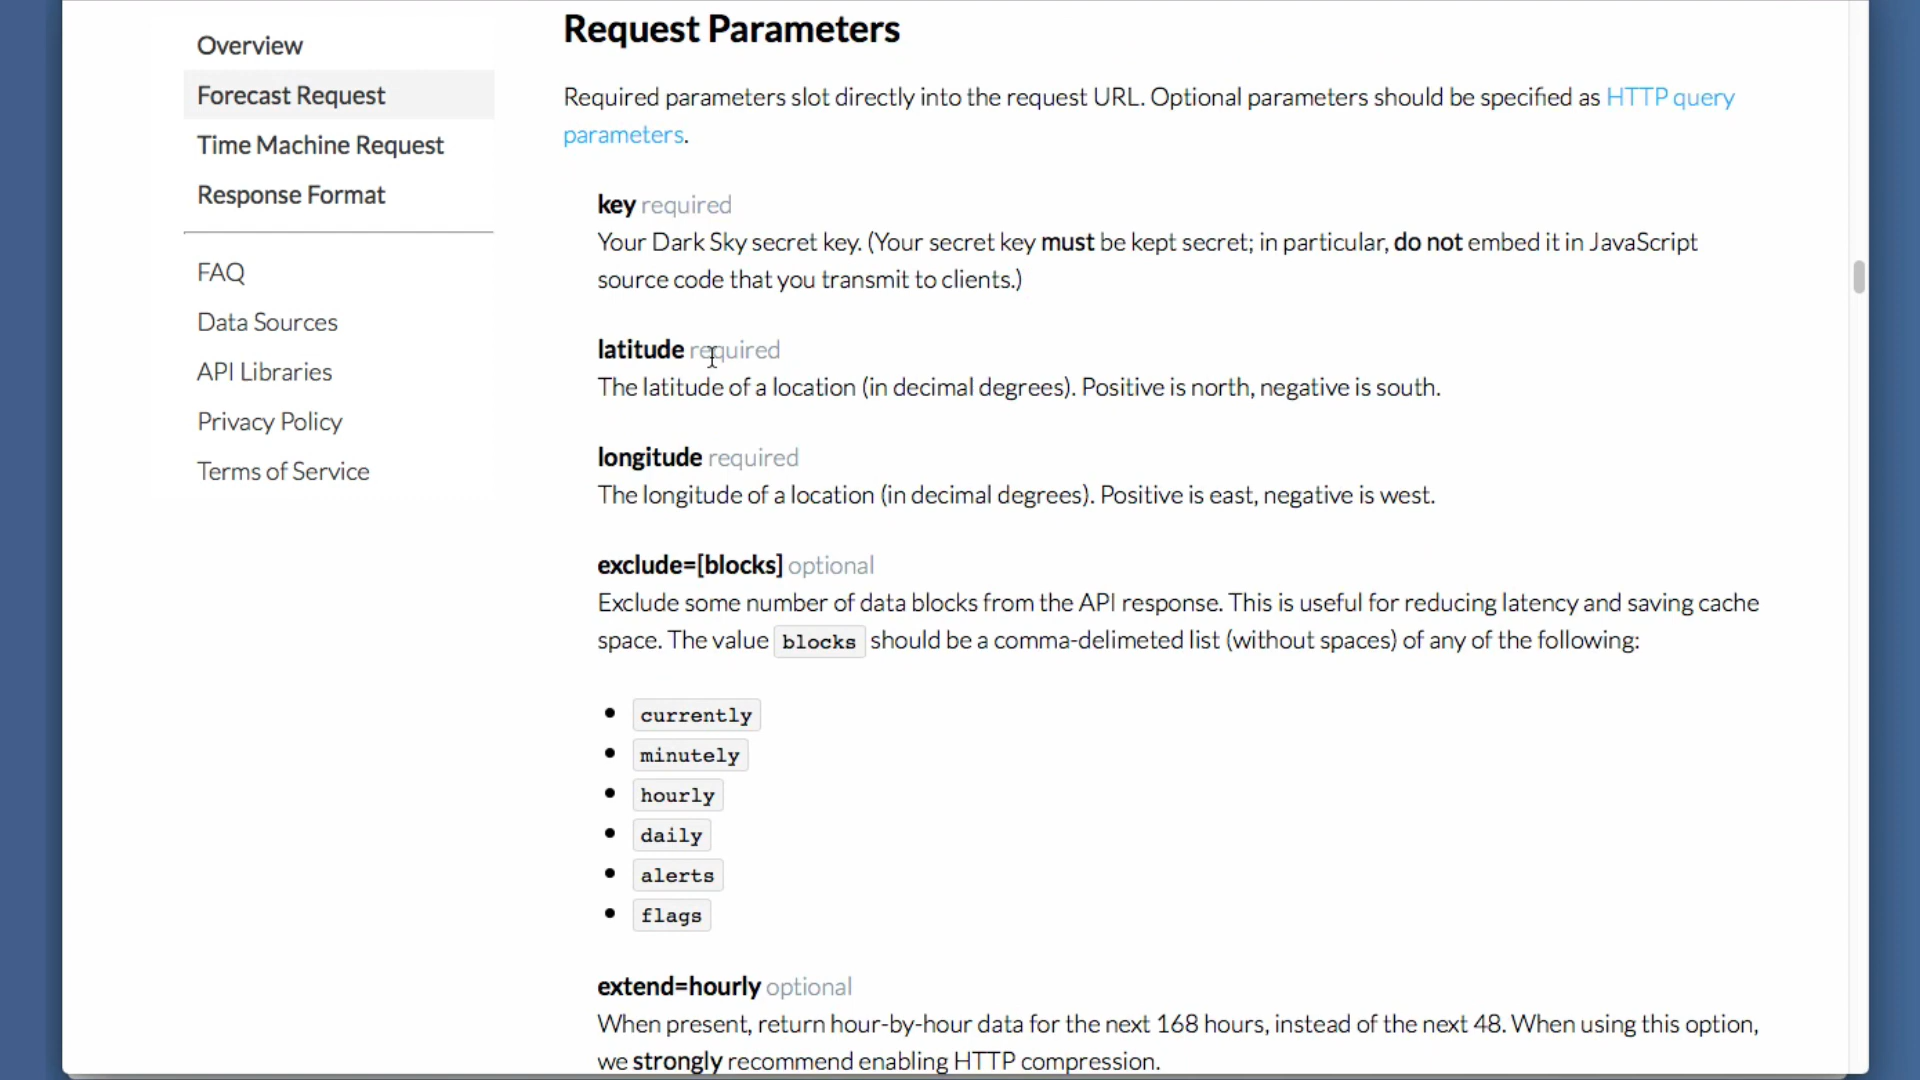 Overview
Forecast Request
Time Machine Request
Response Format
FAQ
Data Sources
API Libraries
Privacy Policy
Terms of Service
Request Parameters
Required parameters slot directly into the request URL. Optional parameters should be specified as HTTP query
parameters.
key required
Your Dark Sky secret key. (Your secret key must be kept secret; in particular, do not embed it in JavaScript
source code that you transmit to clients.)
latitude required
The latitude of a location (in decimal degrees). Positive is north, negative is south.
longitude required
The longitude of a location (in decimal degrees). Positive is east, negative is west.
exclude=[blocks] optional
Exclude some number of data blocks from the API response. This is useful for reducing latency and saving cache
space. The value blocks should be a comma-delimeted list (without spaces) of any of the following:
currently
minutely
hourly
daily
alerts
flags
extend=hourly optional
When present, return hour-by-hour data for the next 168 hours, instead of the next 48. When using this option,
we strongly recommend enabling HTTP compression.